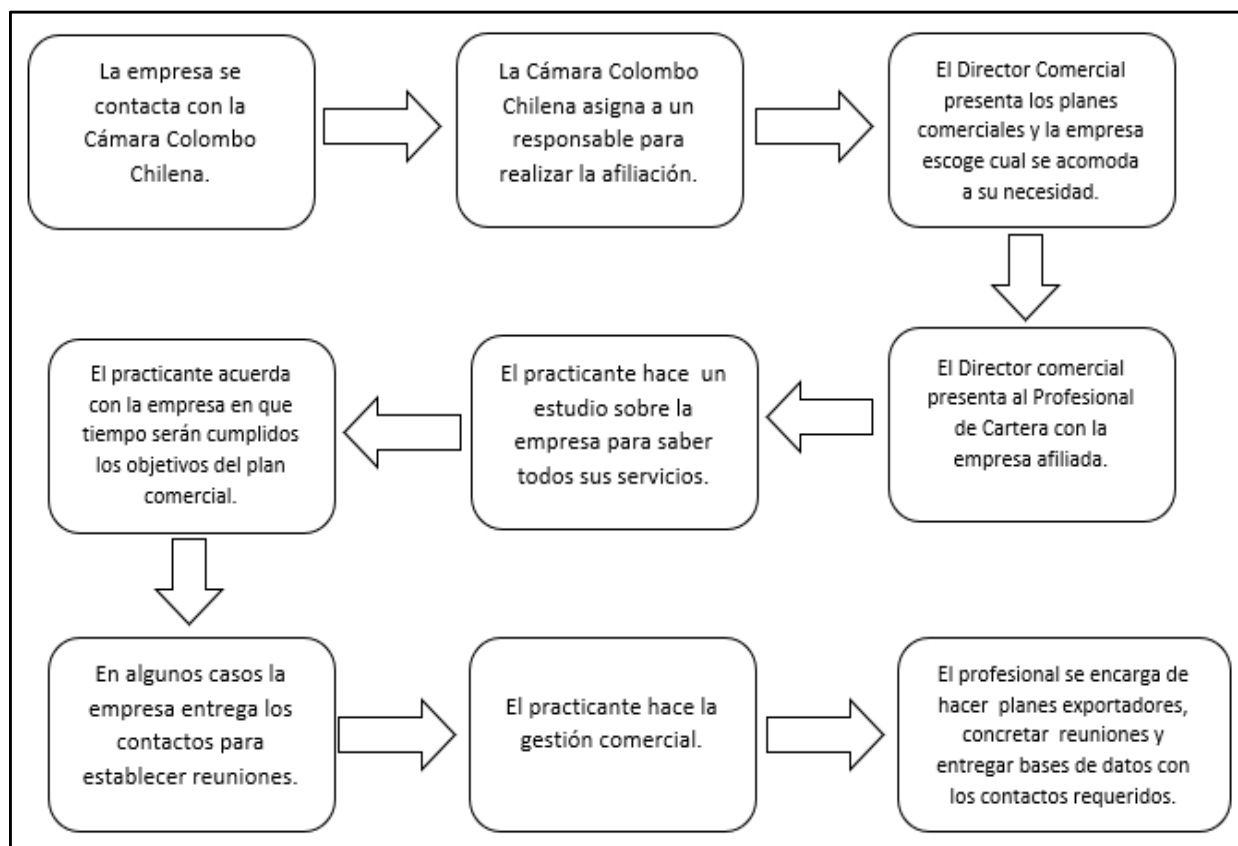 La empresa se
contacta con la
Cámara Colombo
Chilena.
La Cámara Colombo
Chilena asigna a un
responsable para
realizar la afiliación.
El Director Comercial
presenta los planes
comerciales y la empresa
escoge cual se acomoda
a su necesidad.
El Director comercial
presenta al Profesional
de Cartera con la
empresa afiliada.
El practicante hace un
estudio sobre la
empresa para saber
todos sus servicios.
El practicante acuerda
con la empresa en que
tiempo serán cumplidos
los objetivos del plan
comercial.
En algunos casos la
empresa entrega los
contactos para
establecer reuniones.
El practicante hace la
gestión comercial.
El profesional se encarga de
hacer planes exportadores,
concretar reuniones y
entregar bases de datos con
los contactos requeridos.